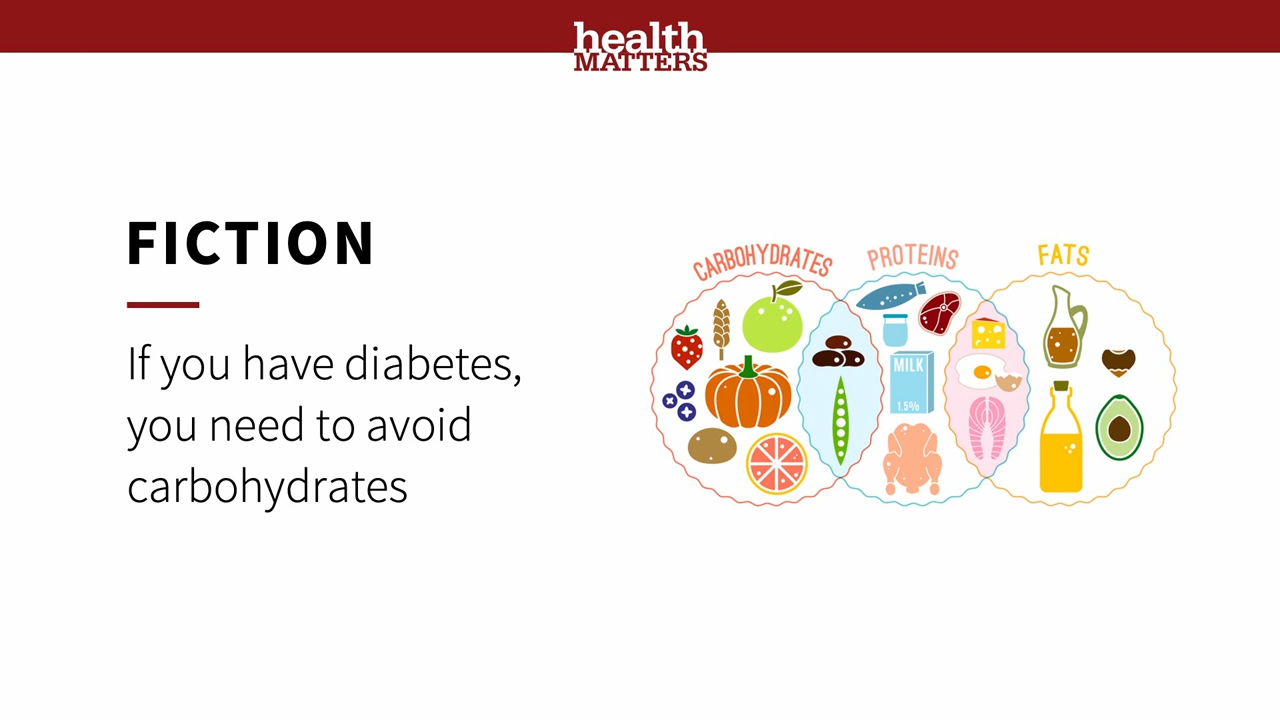 health
MATTERS
FICTION
If you have diabetes,
you need to avoid
carbohydrates
CARBOHYDRATES
PROTEINS
FATS
MILK
1.5%